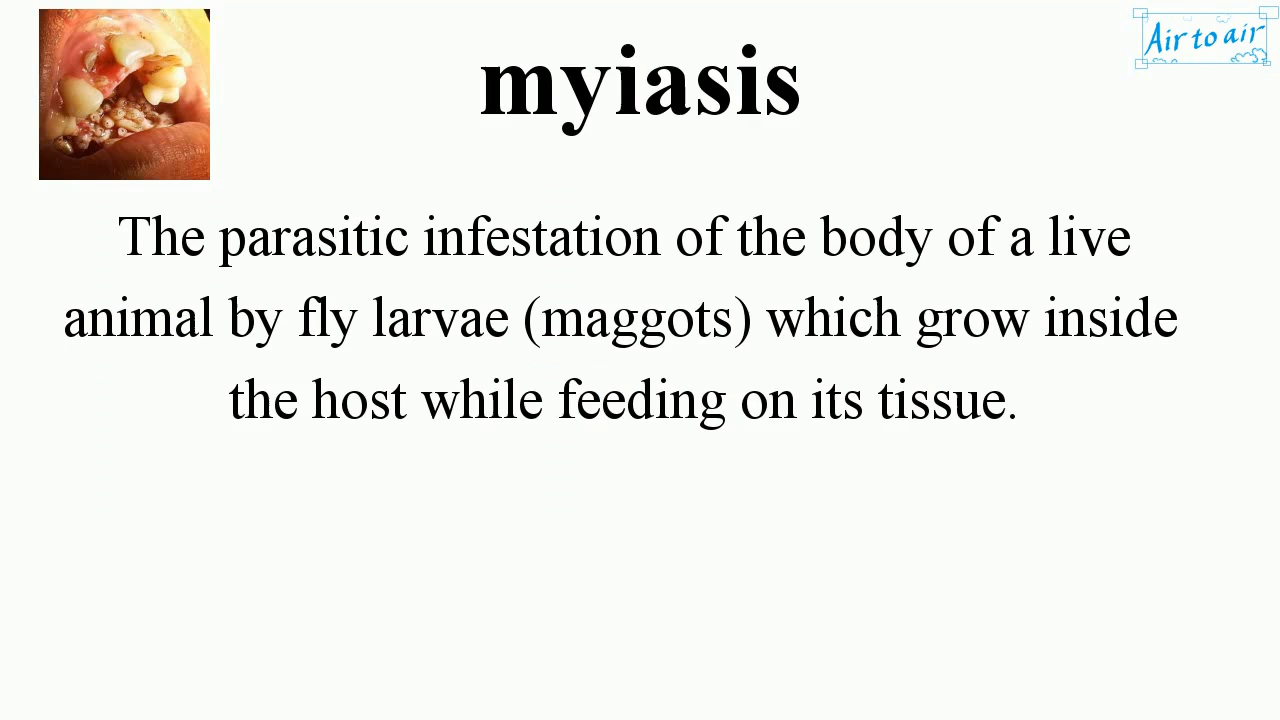 myiasis
Air to air
The parasitic infestation of the body of a live
animal by fly larvae (maggots) which grow inside
the host while feeding on its tissue.